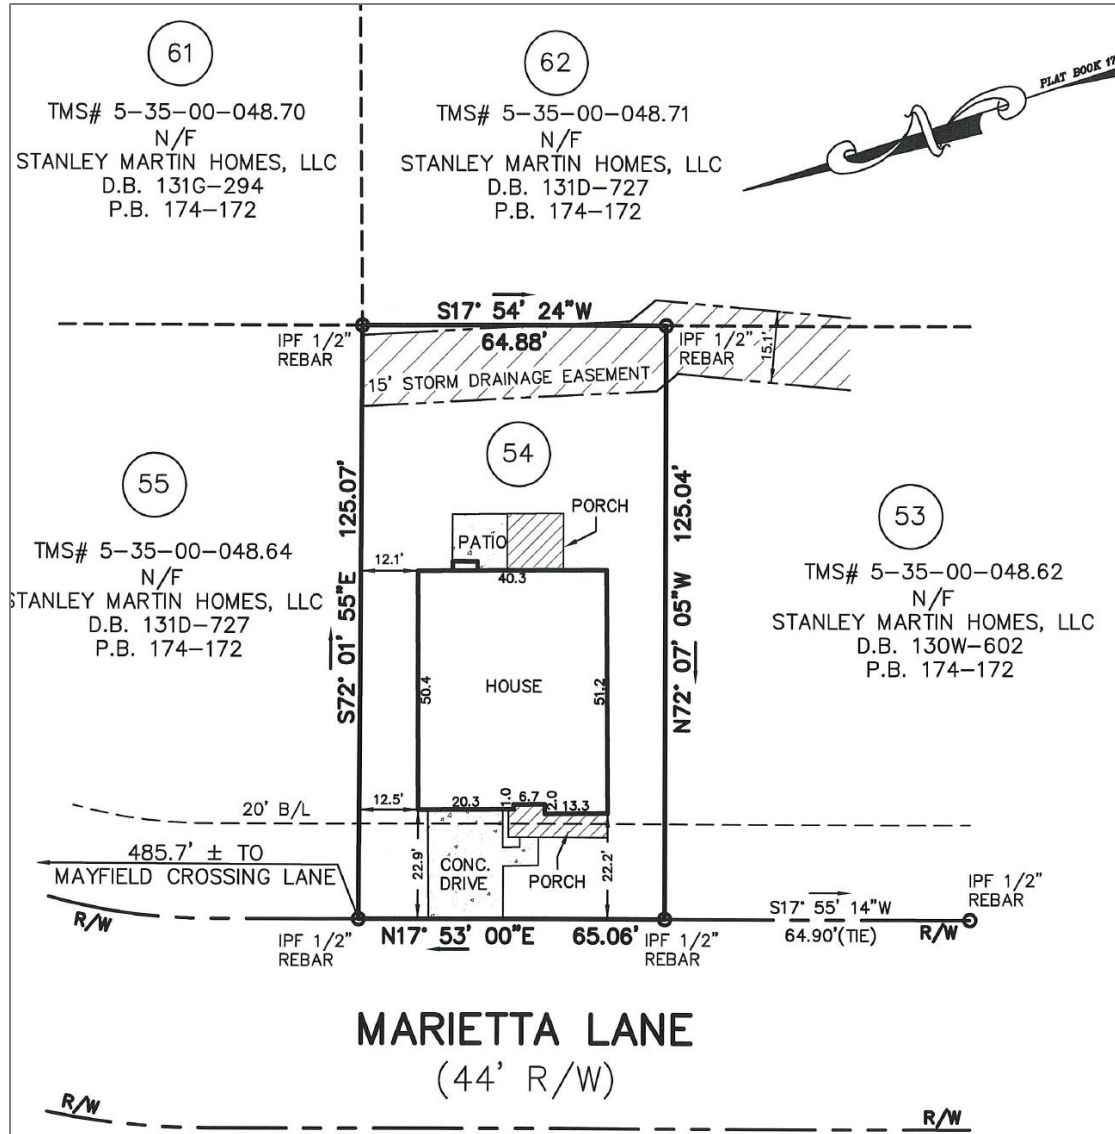 61
TMS# 5-35-00-048.70
N/F
STANLEY MARTIN HOMES, LLC
D.B. 131G-294
P.B. 174-172
62
TMS# 5-35-00-048.71
N/F
STANLEY MARTIN HOMES, LLC
D.B. 131D-727
P.B. 174-172
PLAT BOOK 17
N
S17° 54' 24"W
64.88'
IPF 1/2"
REBAR
IPF 1/2"
REBAR
15.1'
15' STORM DRAINAGE EASEMENT
54
55
TMS# 5-35-00-048.64
N/F
STANLEY MARTIN HOMES, LLC
D.B. 131D-727
P.B. 174-172
S72° 01' 55"E 125.07'
N72° 07' 05"W 125.04'
53
TMS# 5-35-00-048.62
N/F
STANLEY MARTIN HOMES, LLC
D.B. 130W-602
P.B. 174-172
PORCH
PATIO
12.1'
40.3
50.4
HOUSE
51.2
12.5'
20.3
1.0
6.7
2.0
13.3
20' B/L
22.9'
CONC.
DRIVE
PORCH
22.2'
485.7' ± TO
MAYFIELD CROSSING LANE
R/W
IPF 1/2"
REBAR
N17° 53' 00"E 65.06'
IPF 1/2"
REBAR
S17° 55' 14"W
64.90'(TIE)
R/W
IPF 1/2"
REBAR
MARIETTA LANE
(44' R/W)
R/W
R/W